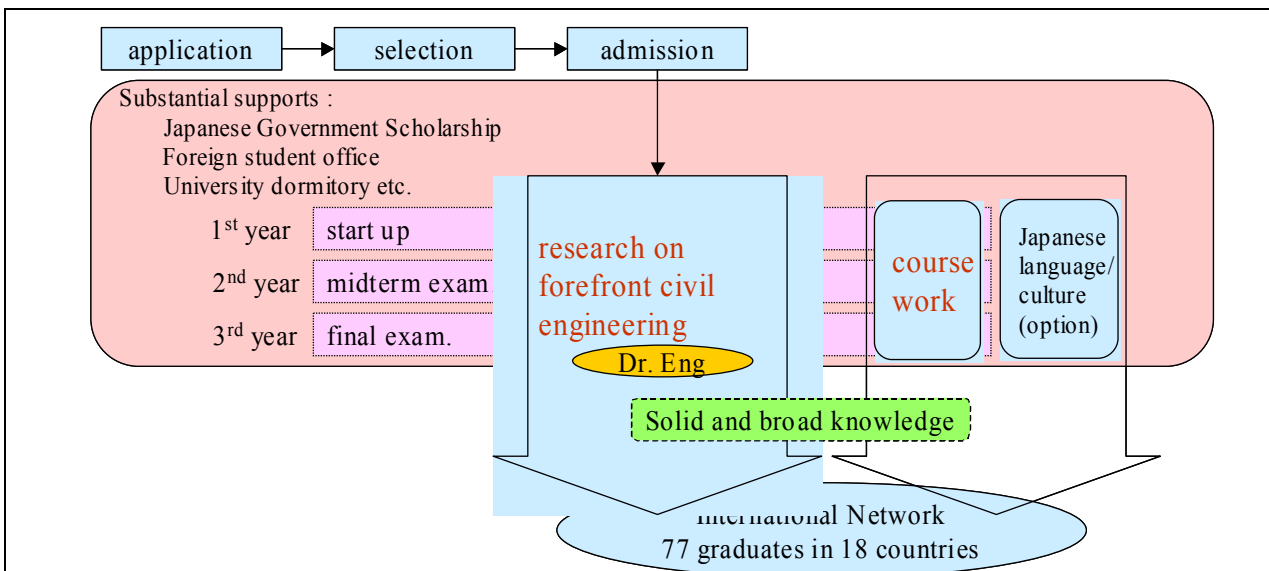 application
selection
admission
Substantial supports :
Japanese Government Scholarship
Foreign student office
University dormitory etc.
1st year
start up
2nd year
midterm exam.
3rd year
final exam.
research on
forefront civil
engineering
Dr. Eng
course
work
Japanese
language/
culture
(option)
Solid and broad knowledge
International Network
77 graduates in 18 countries